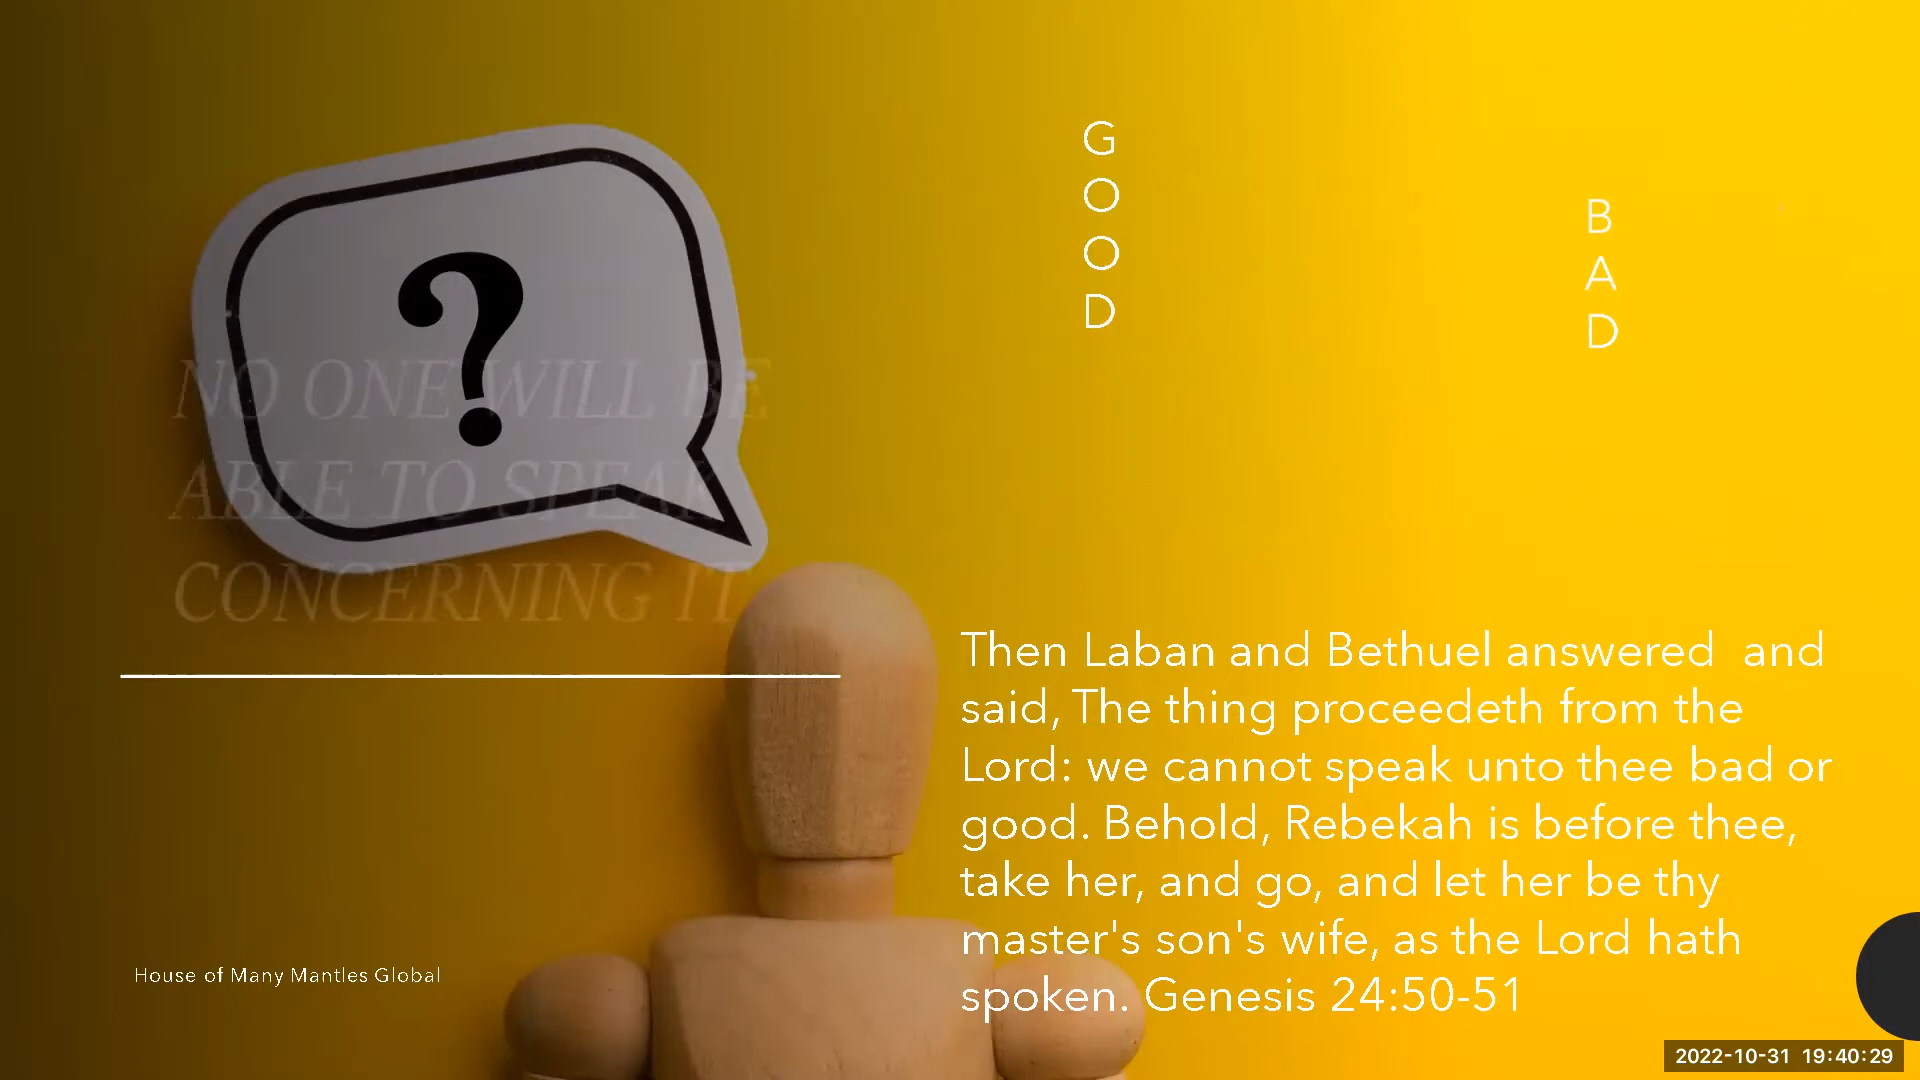 ?
NO ONE WILL BE
ABLE TO SPEAK
CONCERNING IT
G
O
O
D
B
A
D
Then Laban and Bethuel answered  and
said, The thing proceedeth from the
Lord: we cannot speak unto thee bad or
good. Behold, Rebekah is before thee,
take her, and go, and let her be thy
master's son's wife, as the Lord hath
spoken. Genesis 24:50-51
House of Many Mantles Global
2022-10-31 19:40:29